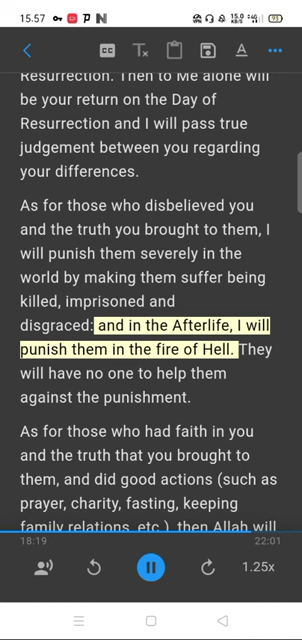 15.57
15.0 KB/S
93
CC
A
Resurrection. Then to Me alone will
be your return on the Day of
Resurrection and I will pass true
judgement between you regarding
your differences.
As for those who disbelieved you
and the truth you brought to them, I
will punish them severely in the
world by making them suffer being
killed, imprisoned and
disgraced: and in the Afterlife, I will
punish them in the fire of Hell. They
will have no one to help them
against the punishment.
As for those who had faith in you
and the truth that you brought to
them, and did good actions (such as
prayer, charity, fasting, keeping
family relations, etc.), then Allah will
18:19
22:01
1.25x